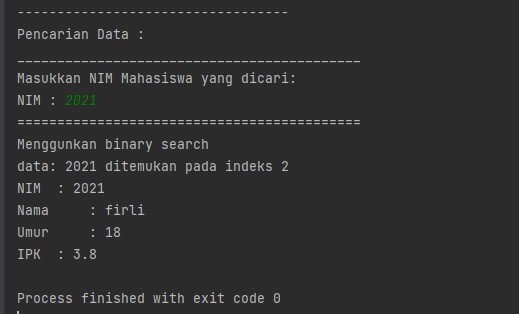 ----------------------------------
Pencarian Data :
___________________________________________
Masukkan NIM Mahasiswa yang dicari:
NIM : 2021
===========================================
Menggunkan binary search
data: 2021 ditemukan pada indeks 2
NIM  : 2021
Nama     : firli
Umur     : 18
IPK  : 3.8

Process finished with exit code 0